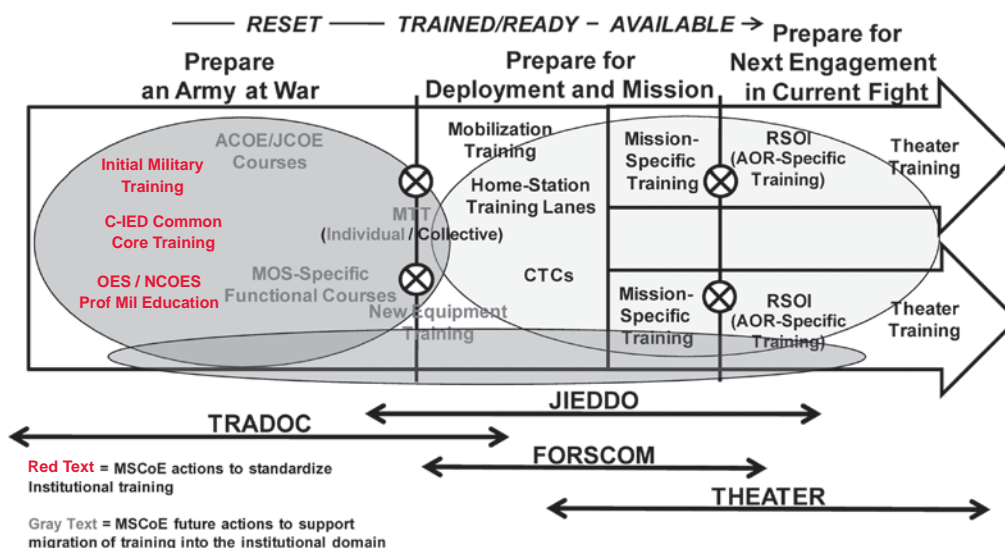 RESET — TRAINED/READY – AVAILABLE
Prepare
an Army at War
Prepare for
Deployment and Mission
Prepare for
Next Engagement
in Current Fight
ACOE/JCOE
Courses
Initial Military
Training
C-IED Common
Core Training
OES / NCOES
Prof Mil Education
MOS-Specific
Functional Courses
MTT
(Individual / Collective)
New Equipment
Training
Mobilization
Training
Home-Station
Training Lanes
CTCs
Mission-
Specific
Training
RSOI
(AOR-Specific
Training)
Theater
Training
Mission-
Specific
Training
RSOI
(AOR-Specific
Training)
Theater
Training
JIEDDO
TRADOC
FORSCOM
THEATER
Red Text = MSCoE actions to standardize
Institutional training
Gray Text = MSCoE future actions to support
migration of training into the institutional domain